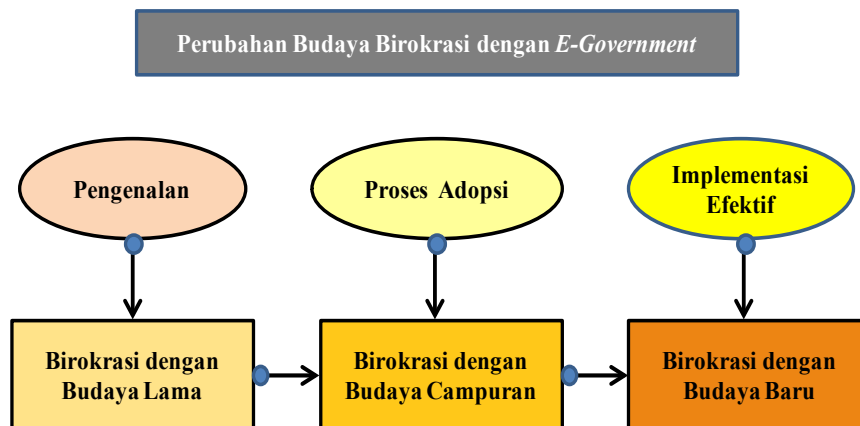 Perubahan Budaya Birokrasi dengan E-Government
Pengenalan
Proses Adopsi
Implementasi
Efektif
Birokrasi dengan
Budaya Lama
Birokrasi dengan
Budaya Campuran
Birokrasi dengan
Budaya Baru